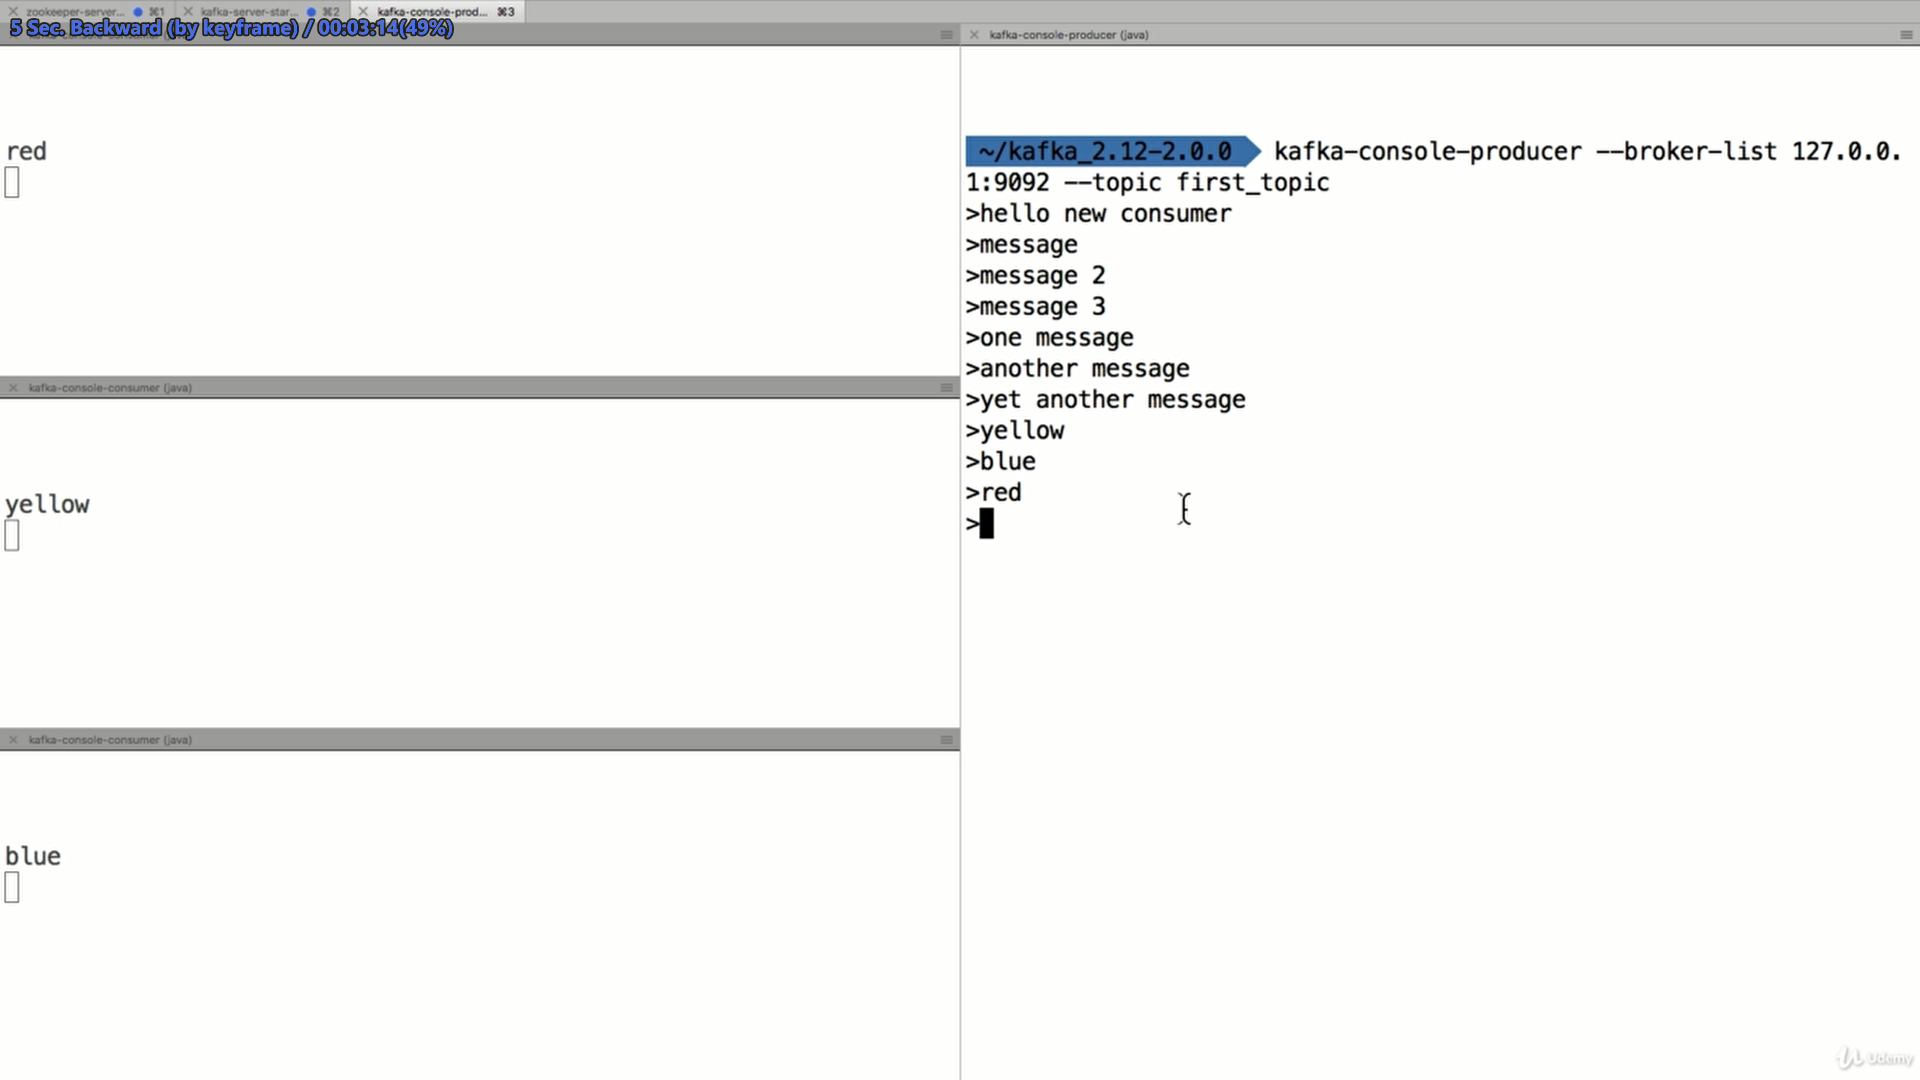 zookeeper-server... ⌘1
kafka-server-star... ⌘2
kafka-console-prod... ⌘3
5 Sec. Backward (by keyframe) / 00:03:14(49%)
red
kafka-console-consumer (java)
yellow
kafka-console-consumer (java)
blue
kafka-console-producer (java)
~/kafka_2.12-2.0.0 kafka-console-producer --broker-list 127.0.0.
1:9092 --topic first_topic
>hello new consumer
>message
>message 2
>message 3
>one message
>another message
>yet another message
>yellow
>blue
>red
>
Udemy